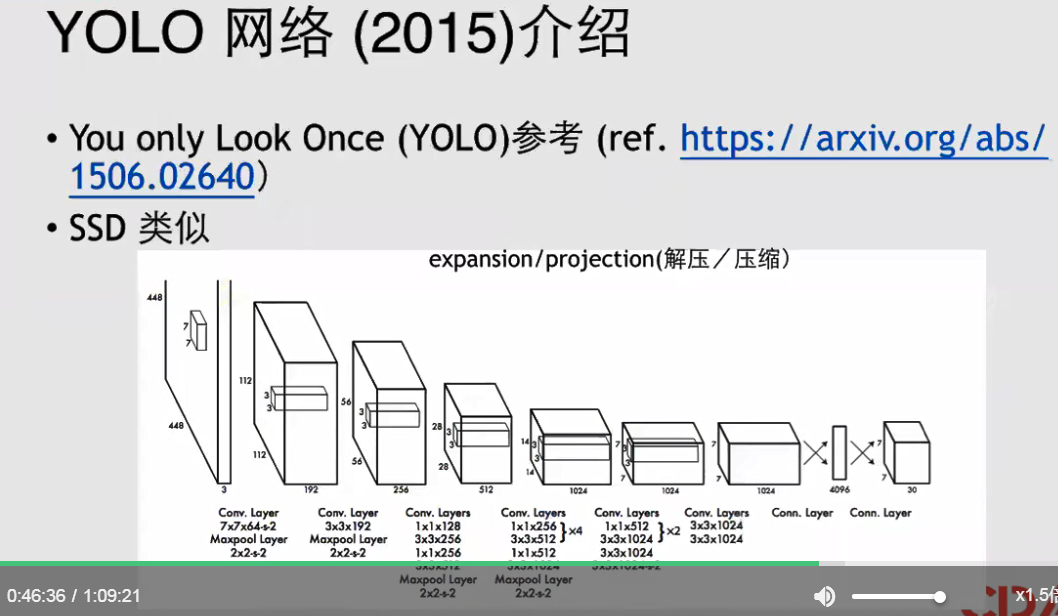 YOLO 网络 (2015)介绍
• You only Look Once (YOLO)参考 (ref. https://arxiv.org/abs/
1506.02640)
• SSD 类似
expansion/projection(解压／压缩)
448
7
7
448
3
112
3
3
112
192
56
3
3
56
256
28
3
3
28
512
14
3
3
14
1024
7
3
3
7
1024
7
7
1024
4096
7
7
30
Conv. Layer
7x7x64-s-2
Maxpool Layer
2x2-s-2
Conv. Layer
3x3x192
Maxpool Layer
2x2-s-2
Conv. Layers
1x1x128
3x3x256
1x1x256
3x3x512
Maxpool Layer
2x2-s-2
Conv. Layers
1x1x256
3x3x512
}x4
1x1x512
3x3x1024
Maxpool Layer
2x2-s-2
Conv. Layers
1x1x512
3x3x1024
}x2
3x3x1024
3x3x1024-s-2
Conv. Layers
3x3x1024
3x3x1024
Conn. Layer
Conn. Layer
0:46:36 / 1:09:21
x1.5倍